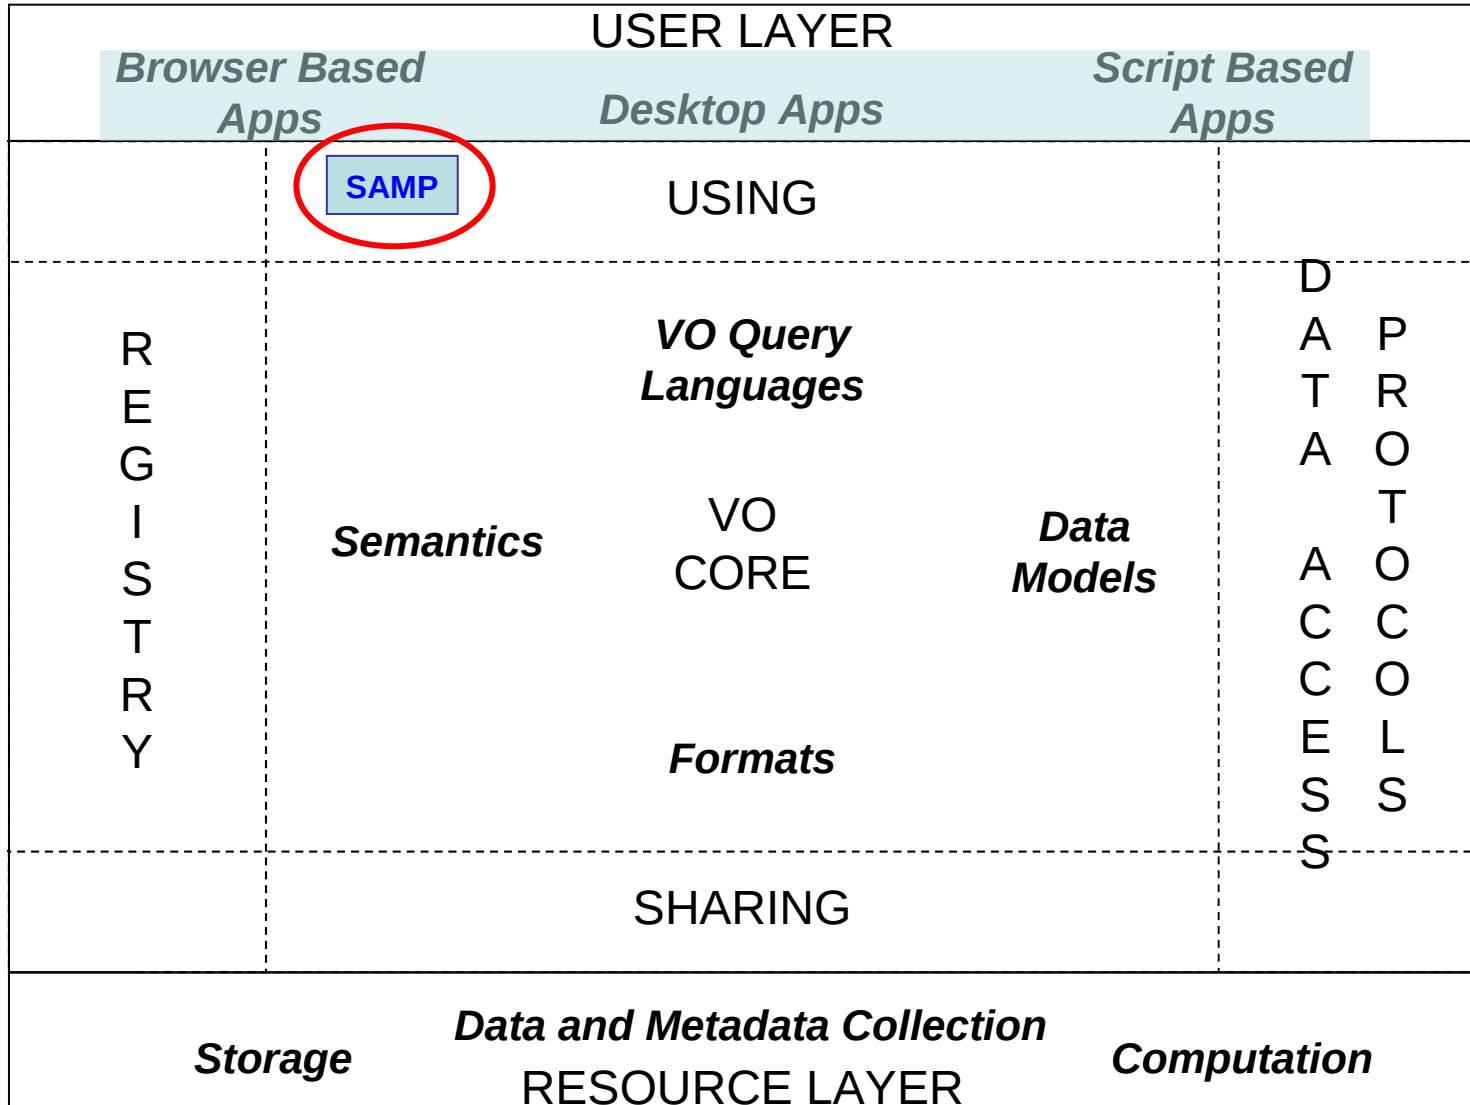 USER LAYER
Browser Based
Apps
Desktop Apps
Script Based
Apps
SAMP
USING
REGISTRY
VO Query
Languages
Semantics
VO
CORE
Data
Models
Formats
DATA ACCESS
PROTOCOLS
SHARING
Storage
Data and Metadata Collection
Computation
RESOURCE LAYER